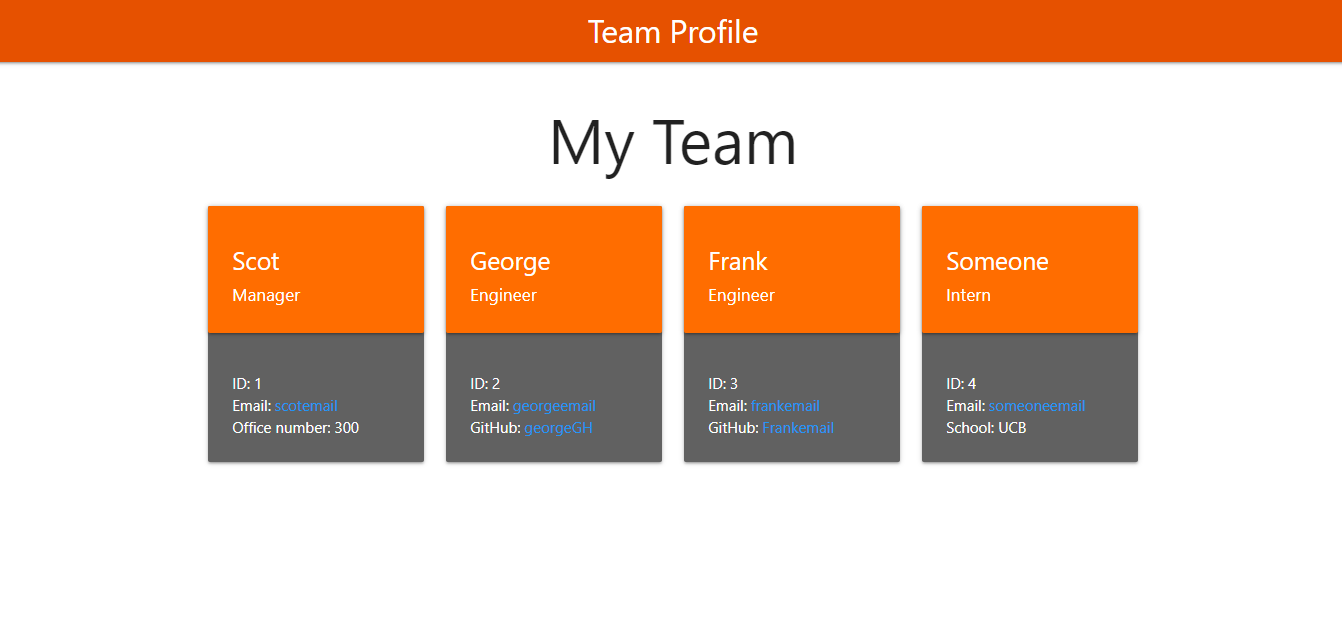 Team Profile
My Team
Scot
Manager
ID: 1
Email: scotemail
Office number: 300
George
Engineer
ID: 2
Email: georgeemail
GitHub: georgeGH
Frank
Engineer
ID: 3
Email: frankemail
GitHub: Frankemail
Someone
Intern
ID: 4
Email: someoneemail
School: UCB